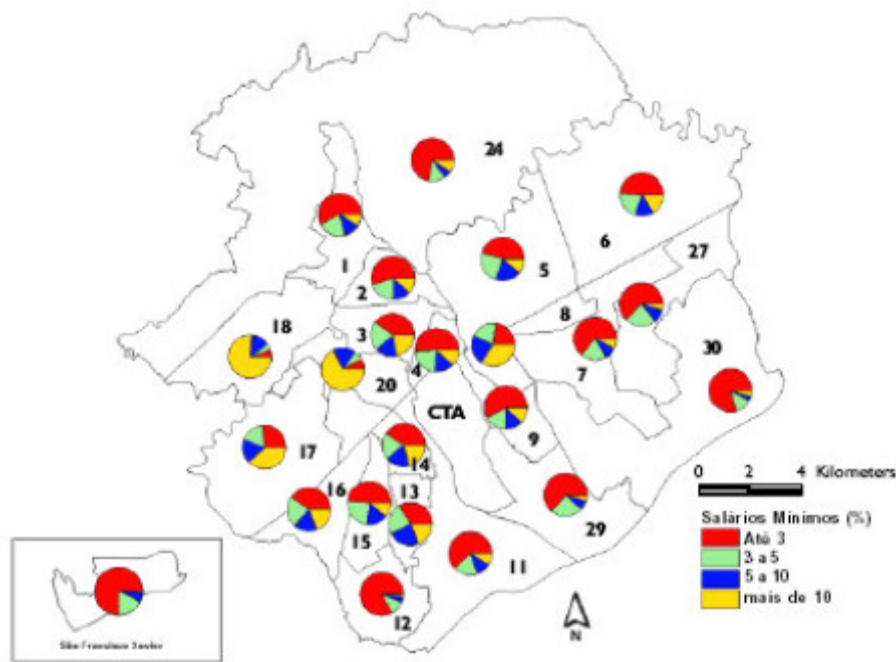 24
6
27
1
5
2
8
18
3
30
4
7
20
CTA
9
17
14
0 2 4 Kilometers
16
13
Salários Mínimos (%)
29
Até 3
15
3 a 5
11
5 a 10
mais de 10
12
N
São Francisco Xavier